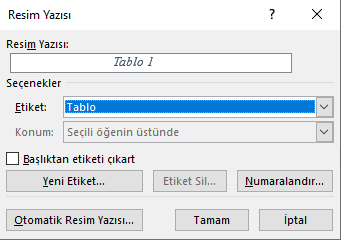 Resim Yazısı
Resim Yazısı:
Tablo 1
Seçenekler
Etiket: Tablo
Konum: Seçili öğenin üstünde
Başlıktan etiketi çıkart
Yeni Etiket... Etiket Sil... Numaralandır...
Otomatik Resim Yazısı... Tamam İptal